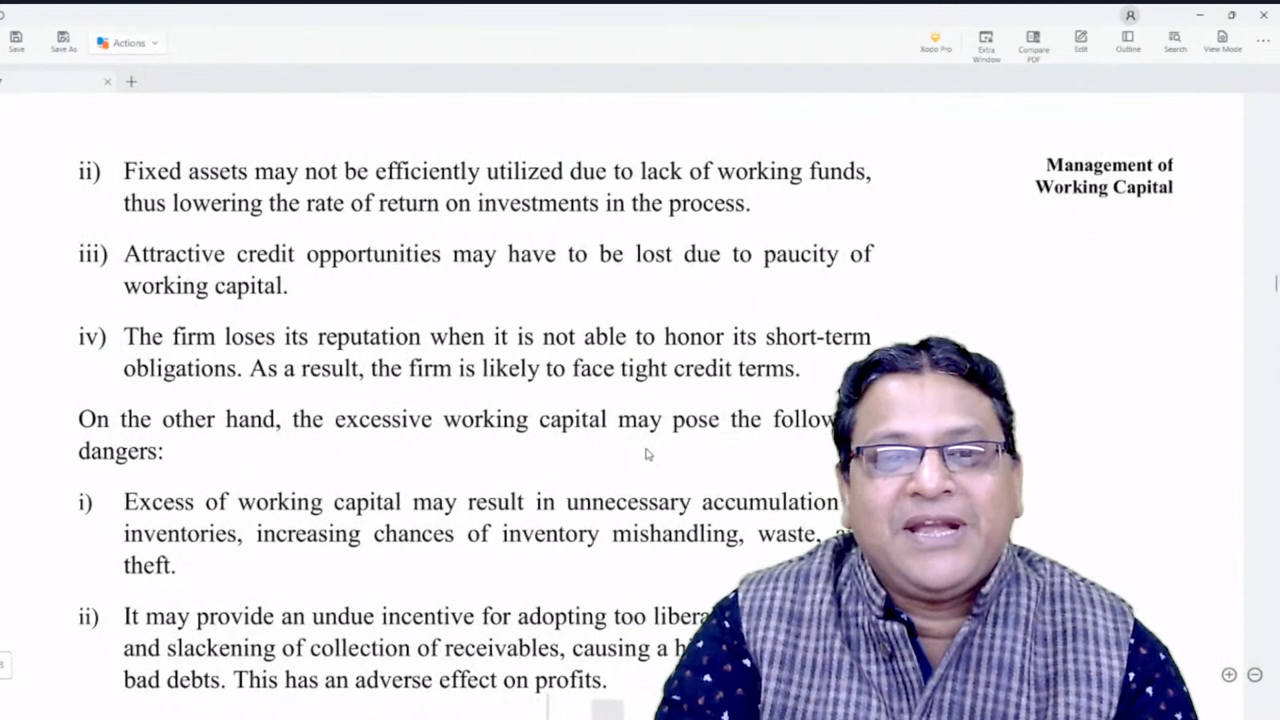 Save
Save As
Actions
Xodo Pro
Extra Window
Compare PDF
Edit
Outline
Search
View Mode
Management of
Working Capital
ii) Fixed assets may not be efficiently utilized due to lack of working funds,
thus lowering the rate of return on investments in the process.
iii) Attractive credit opportunities may have to be lost due to paucity of
working capital.
iv) The firm loses its reputation when it is not able to honor its short-term
obligations. As a result, the firm is likely to face tight credit terms.
On the other hand, the excessive working capital may pose the
dangers:
i) Excess of working capital may result in unnecessary accumulation
inventories, increasing chances of inventory mishandling, waste,
theft.
ii) It may provide an undue incentive for adopting too
and slackening of collection of receivables, causing a
bad debts. This has an adverse effect on profits.